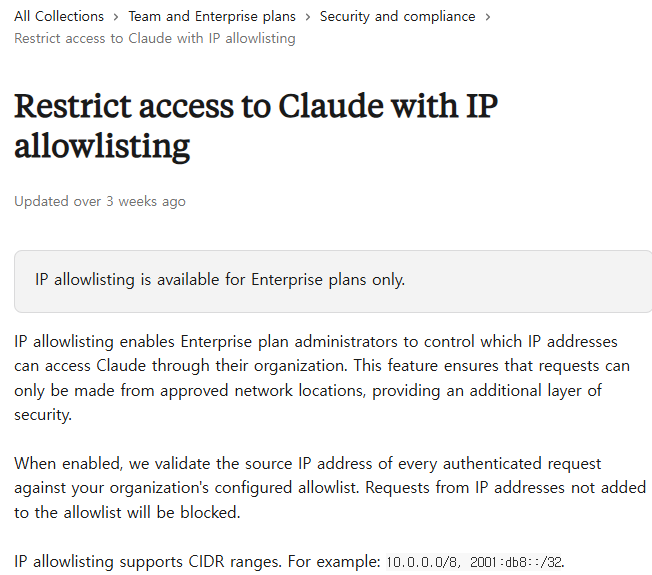 All Collections > Team and Enterprise plans > Security and compliance >
Restrict access to Claude with IP allowlisting
Restrict access to Claude with IP
allowlisting
Updated over 3 weeks ago
IP allowlisting is available for Enterprise plans only.
IP allowlisting enables Enterprise plan administrators to control which IP addresses
can access Claude through their organization. This feature ensures that requests can
only be made from approved network locations, providing an additional layer of
security.
When enabled, we validate the source IP address of every authenticated request
against your organization's configured allowlist. Requests from IP addresses not added
to the allowlist will be blocked.
IP allowlisting supports CIDR ranges. For example: 10.0.0.0/8, 2001:db8::/32.